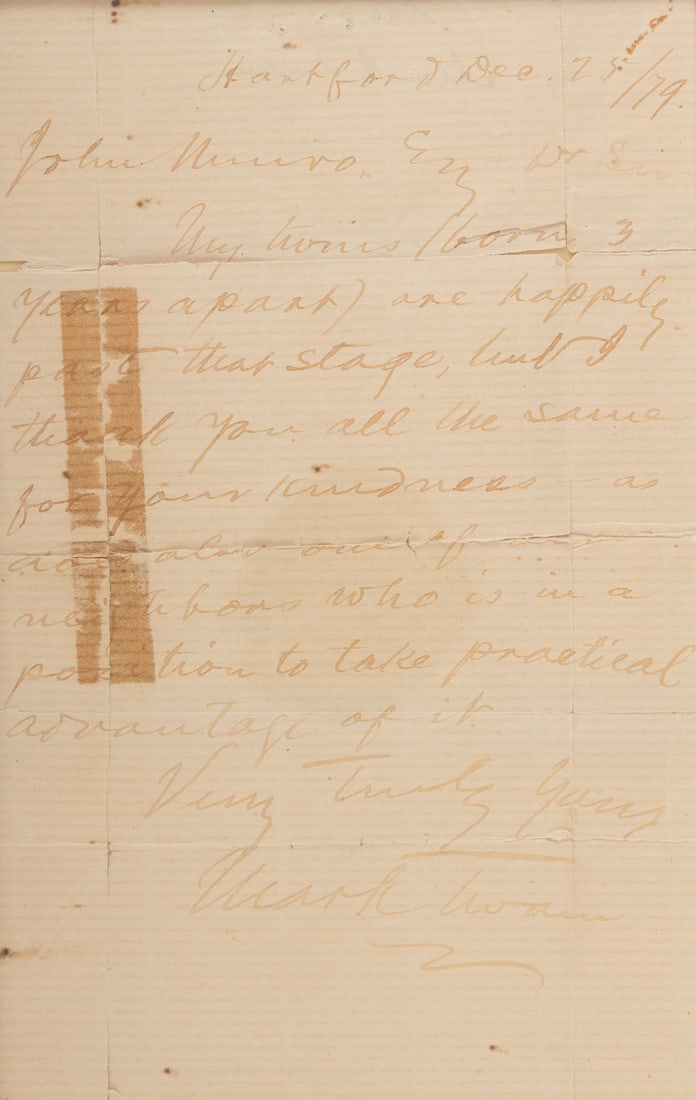 Hartford Dec. 25/79.
John Munro, Esq Dr Sir
My twins (born 3
years apart) are happily
past that stage, but I
thank you all the same
for your kindness – as
does also one of our
neighbors who is in a
position to take practical
advantage of it.
Very Truly Yours
Mark Twain